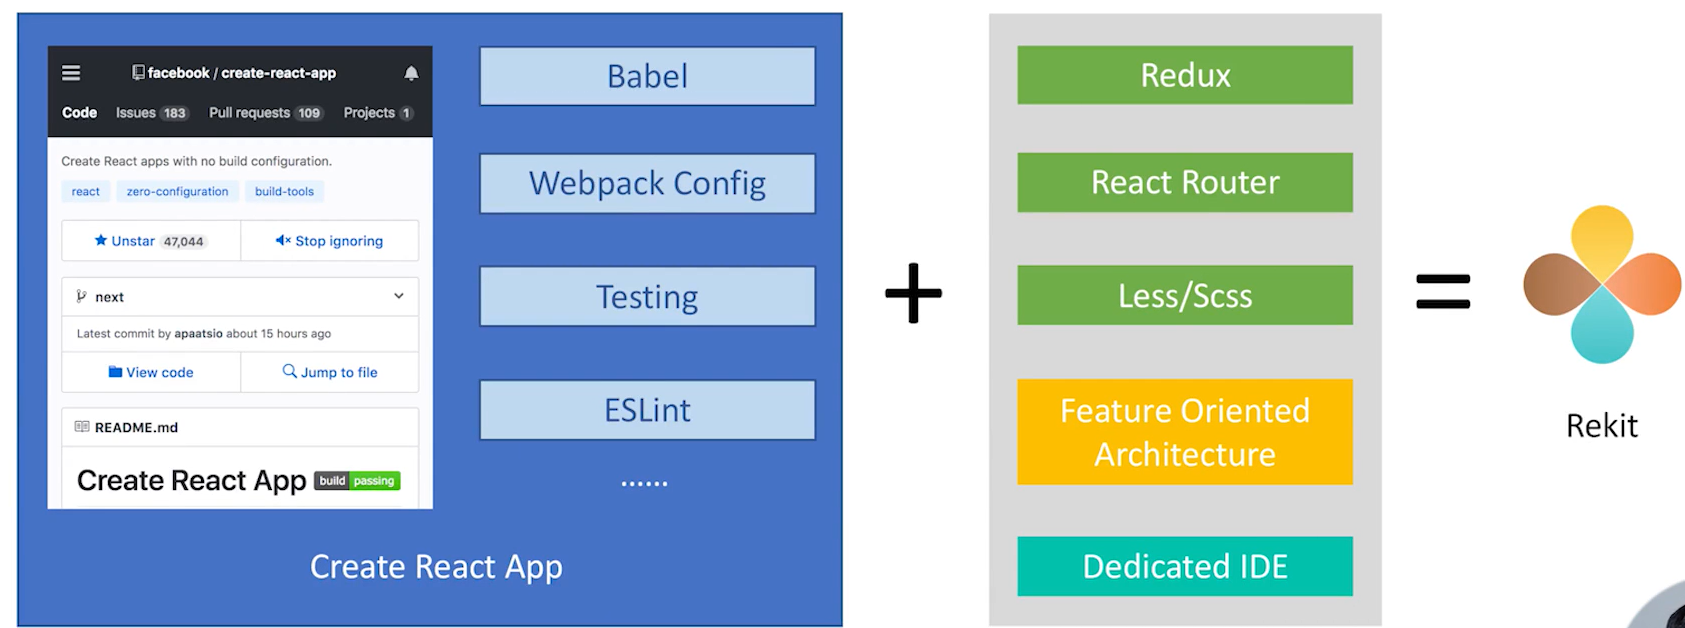 facebook / create-react-app
Code Issues 183 Pull requests 109 Projects 1
Create React apps with no build configuration.
react zero-configuration build-tools
Unstar 47,044 Stop ignoring
next
Latest commit by apaatsio about 15 hours ago
View code Jump to file
README.md
Create React App build passing
Babel
Webpack Config
Testing
ESLint
......
Create React App
+
Redux
React Router
Less/Scss
Feature Oriented
Architecture
Dedicated IDE
=
Rekit